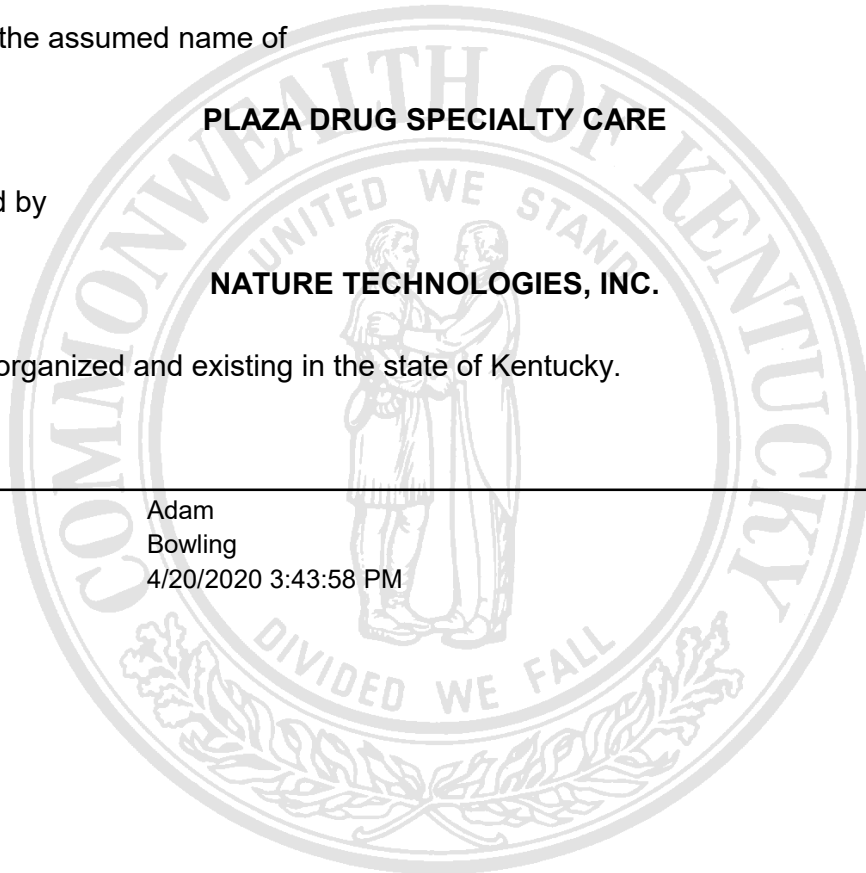 the assumed name of
PLAZA DRUG SPECIALTY CARE
d by
NATURE TECHNOLOGIES, INC.
organized and existing in the state of Kentucky.
Adam
Bowling
4/20/2020 3:43:58 PM
COMMONWEALTH OF KENTUCKY
UNITED WE STAND
DIVIDED WE FALL